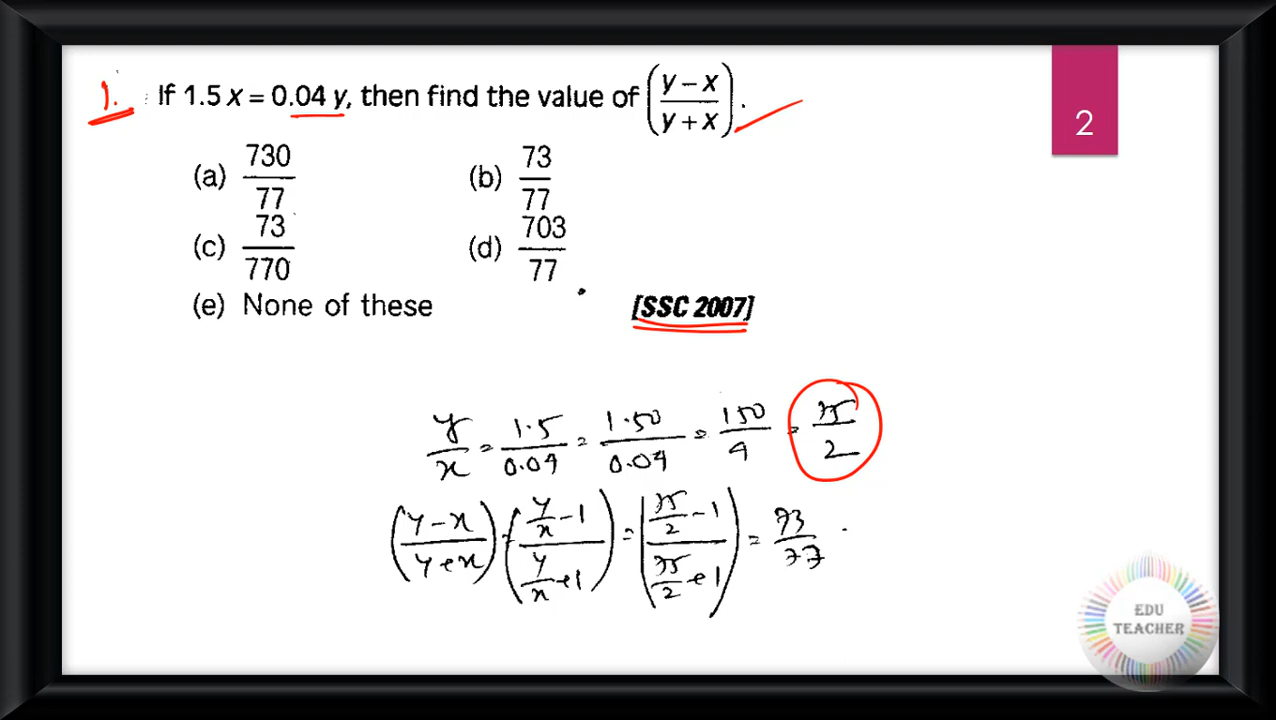 1. If 1.5 x = 0.04 y, then find the value of ((y − x)/(y + x)).
2
(a) 730/77 (b) 73/77
(c) 73/770 (d) 703/77
(e) None of these [SSC 2007]
y/x = 1.5/0.04 = 1.50/0.04 = 150/4 = 75/2
((y−x)/(y+x)) = ((y/x −1)/(y/x +1)) = ((75/2 −1)/(75/2 +1)) = 73/77
EDU
TEACHER